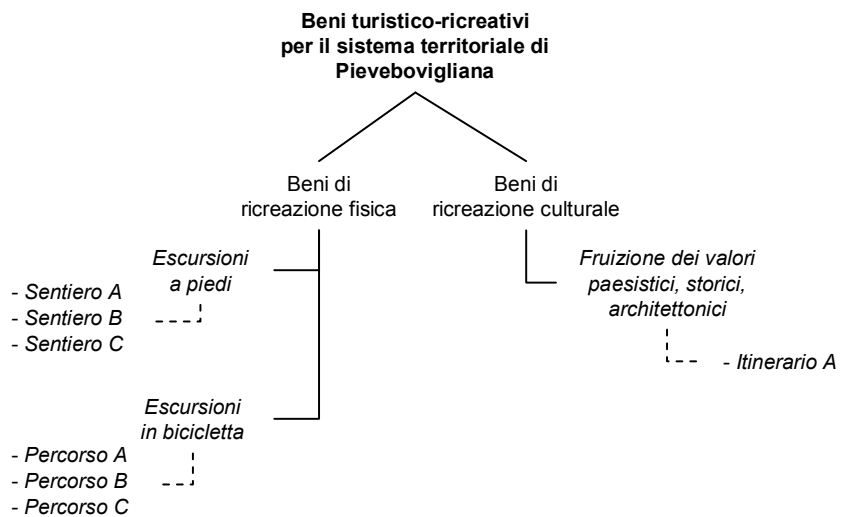 Beni turistico-ricreativi
per il sistema territoriale di
Pievebovigliana
Beni di
ricreazione fisica
Beni di
ricreazione culturale
Escursioni
a piedi
- Sentiero A
- Sentiero B
- Sentiero C
Fruizione dei valori
paesistici, storici,
architettonici
- Itinerario A
Escursioni
in bicicletta
- Percorso A
- Percorso B
- Percorso C